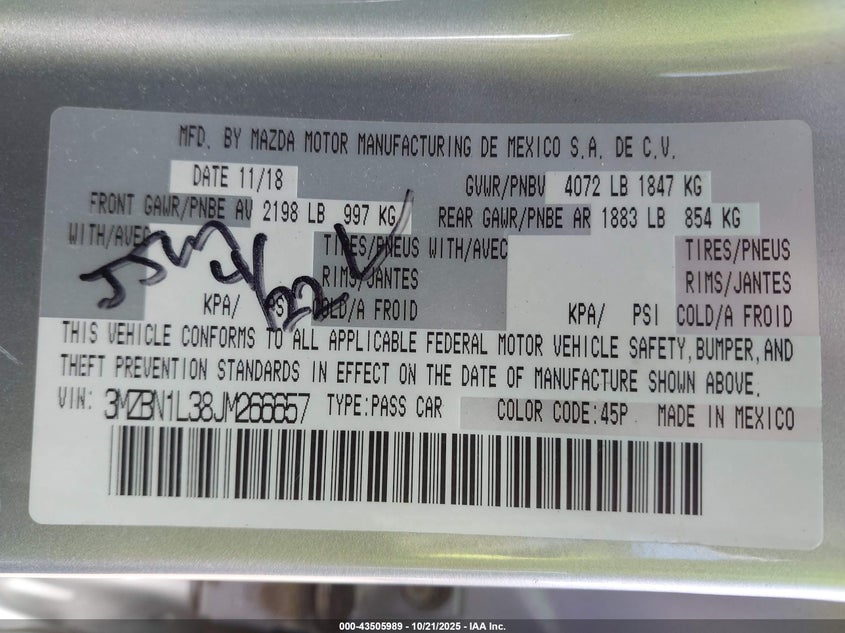 MFD. BY MAZDA MOTOR MANUFACTURING DE MEXICO S.A. DE C.V.
DATE 11/18 GVWR/PNBV 4072 LB 1847 KG
FRONT GAWR/PNBE AV 2198 LB 997 KG REAR GAWR/PNBE AR 1883 LB 854 KG
WITH/AVEC TIRES/PNEUS WITH/AVEC TIRES/PNEUS
RIMS/JANTES RIMS/JANTES
KPA/ PSI COLD/A FROID KPA/ PSI COLD/A FROID
THIS VEHICLE CONFORMS TO ALL APPLICABLE FEDERAL MOTOR VEHICLE SAFETY, BUMPER, AND
THEFT PREVENTION STANDARDS IN EFFECT ON THE DATE OF MANUFACTURE SHOWN ABOVE.
VIN: 3MZBN1L38JM266657 TYPE:PASS CAR COLOR CODE:45P MADE IN MEXICO
000-43505989 - 10/21/2025 - IAA Inc.